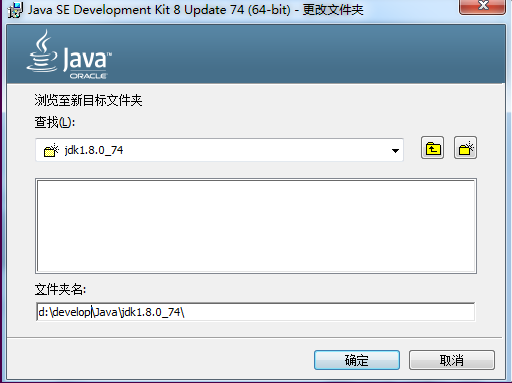 Java SE Development Kit 8 Update 74 (64-bit) - 更改文件夹
Java™
ORACLE
浏览至新目标文件夹
查找(L):
jdk1.8.0_74
文件夹名:
d:\develop\Java\jdk1.8.0_74\
确定
取消